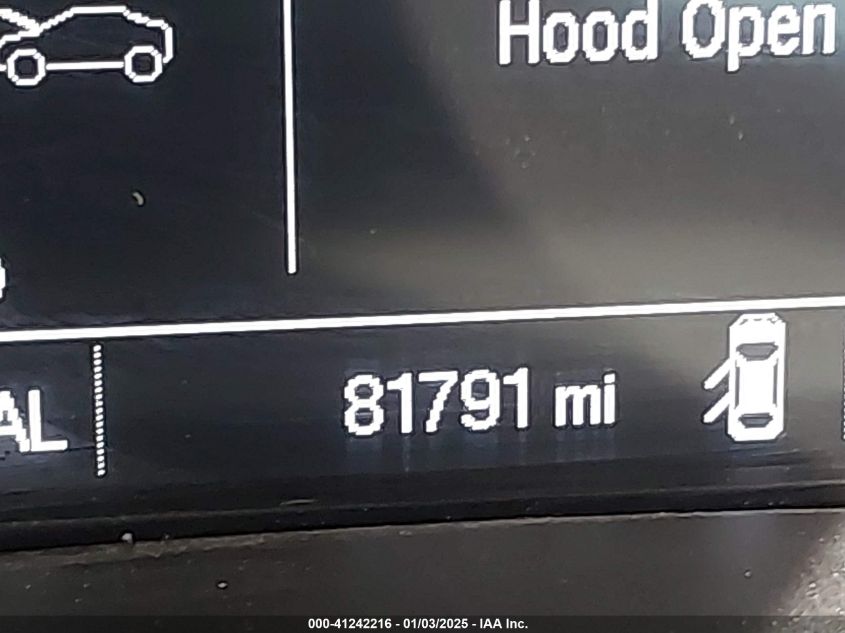 Hood Open
AL
81791 mi
000-41242216 - 01/03/2025 - IAA Inc.